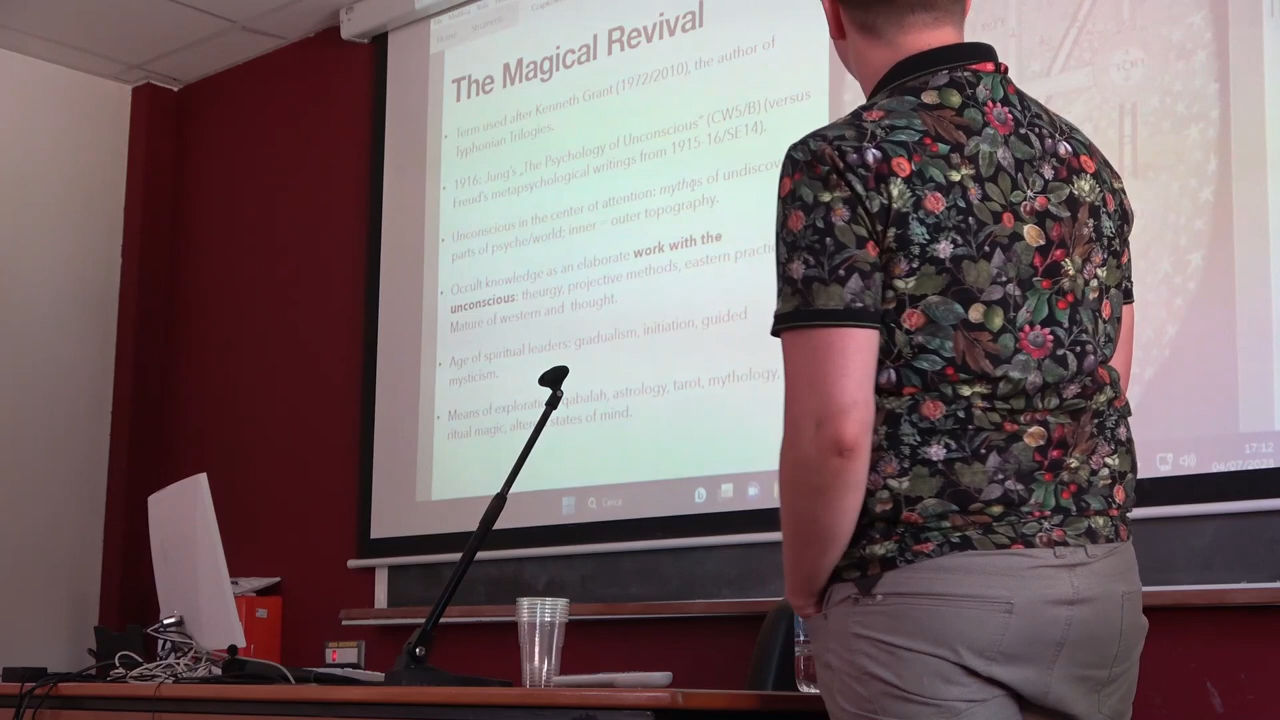 The Magical Revival
Term used after Kenneth Grant (1972/2010), the author of
Typhonian Trilogies.
1916: Jung's „The Psychology of Unconscious" (CW5/B) (versus
Freud's metapsychological writings from 1915-16/SE14).
Unconscious in the center of attention: mythos of undiscov
parts of psyche/world; inner – outer topography.
Occult knowledge as an elaborate work with the
unconscious: theurgy, projective methods, eastern practic
Mature of western and thought.
Age of spiritual leaders: gradualism, initiation, guided
mysticism.
Means of explorati qabalah, astrology, tarot, mythology,
ritual magic, alter states of mind.
Cerca
17:12